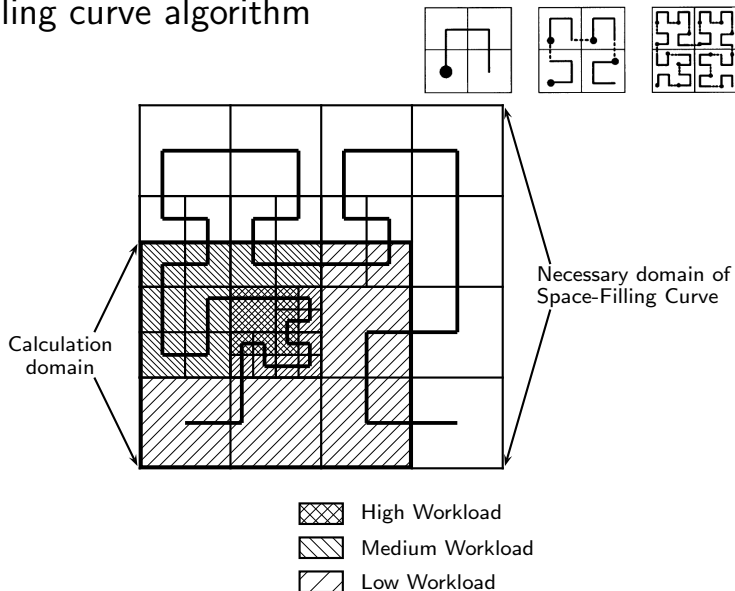 ling curve algorithm
Necessary domain of
Space-Filling Curve
Calculation
domain
High Workload
Medium Workload
Low Workload